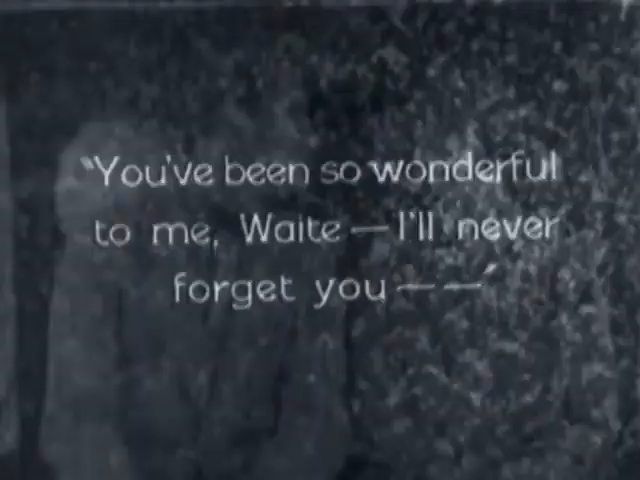 "You've been so wonderful
to me, Waite — I'll never
forget you — —"